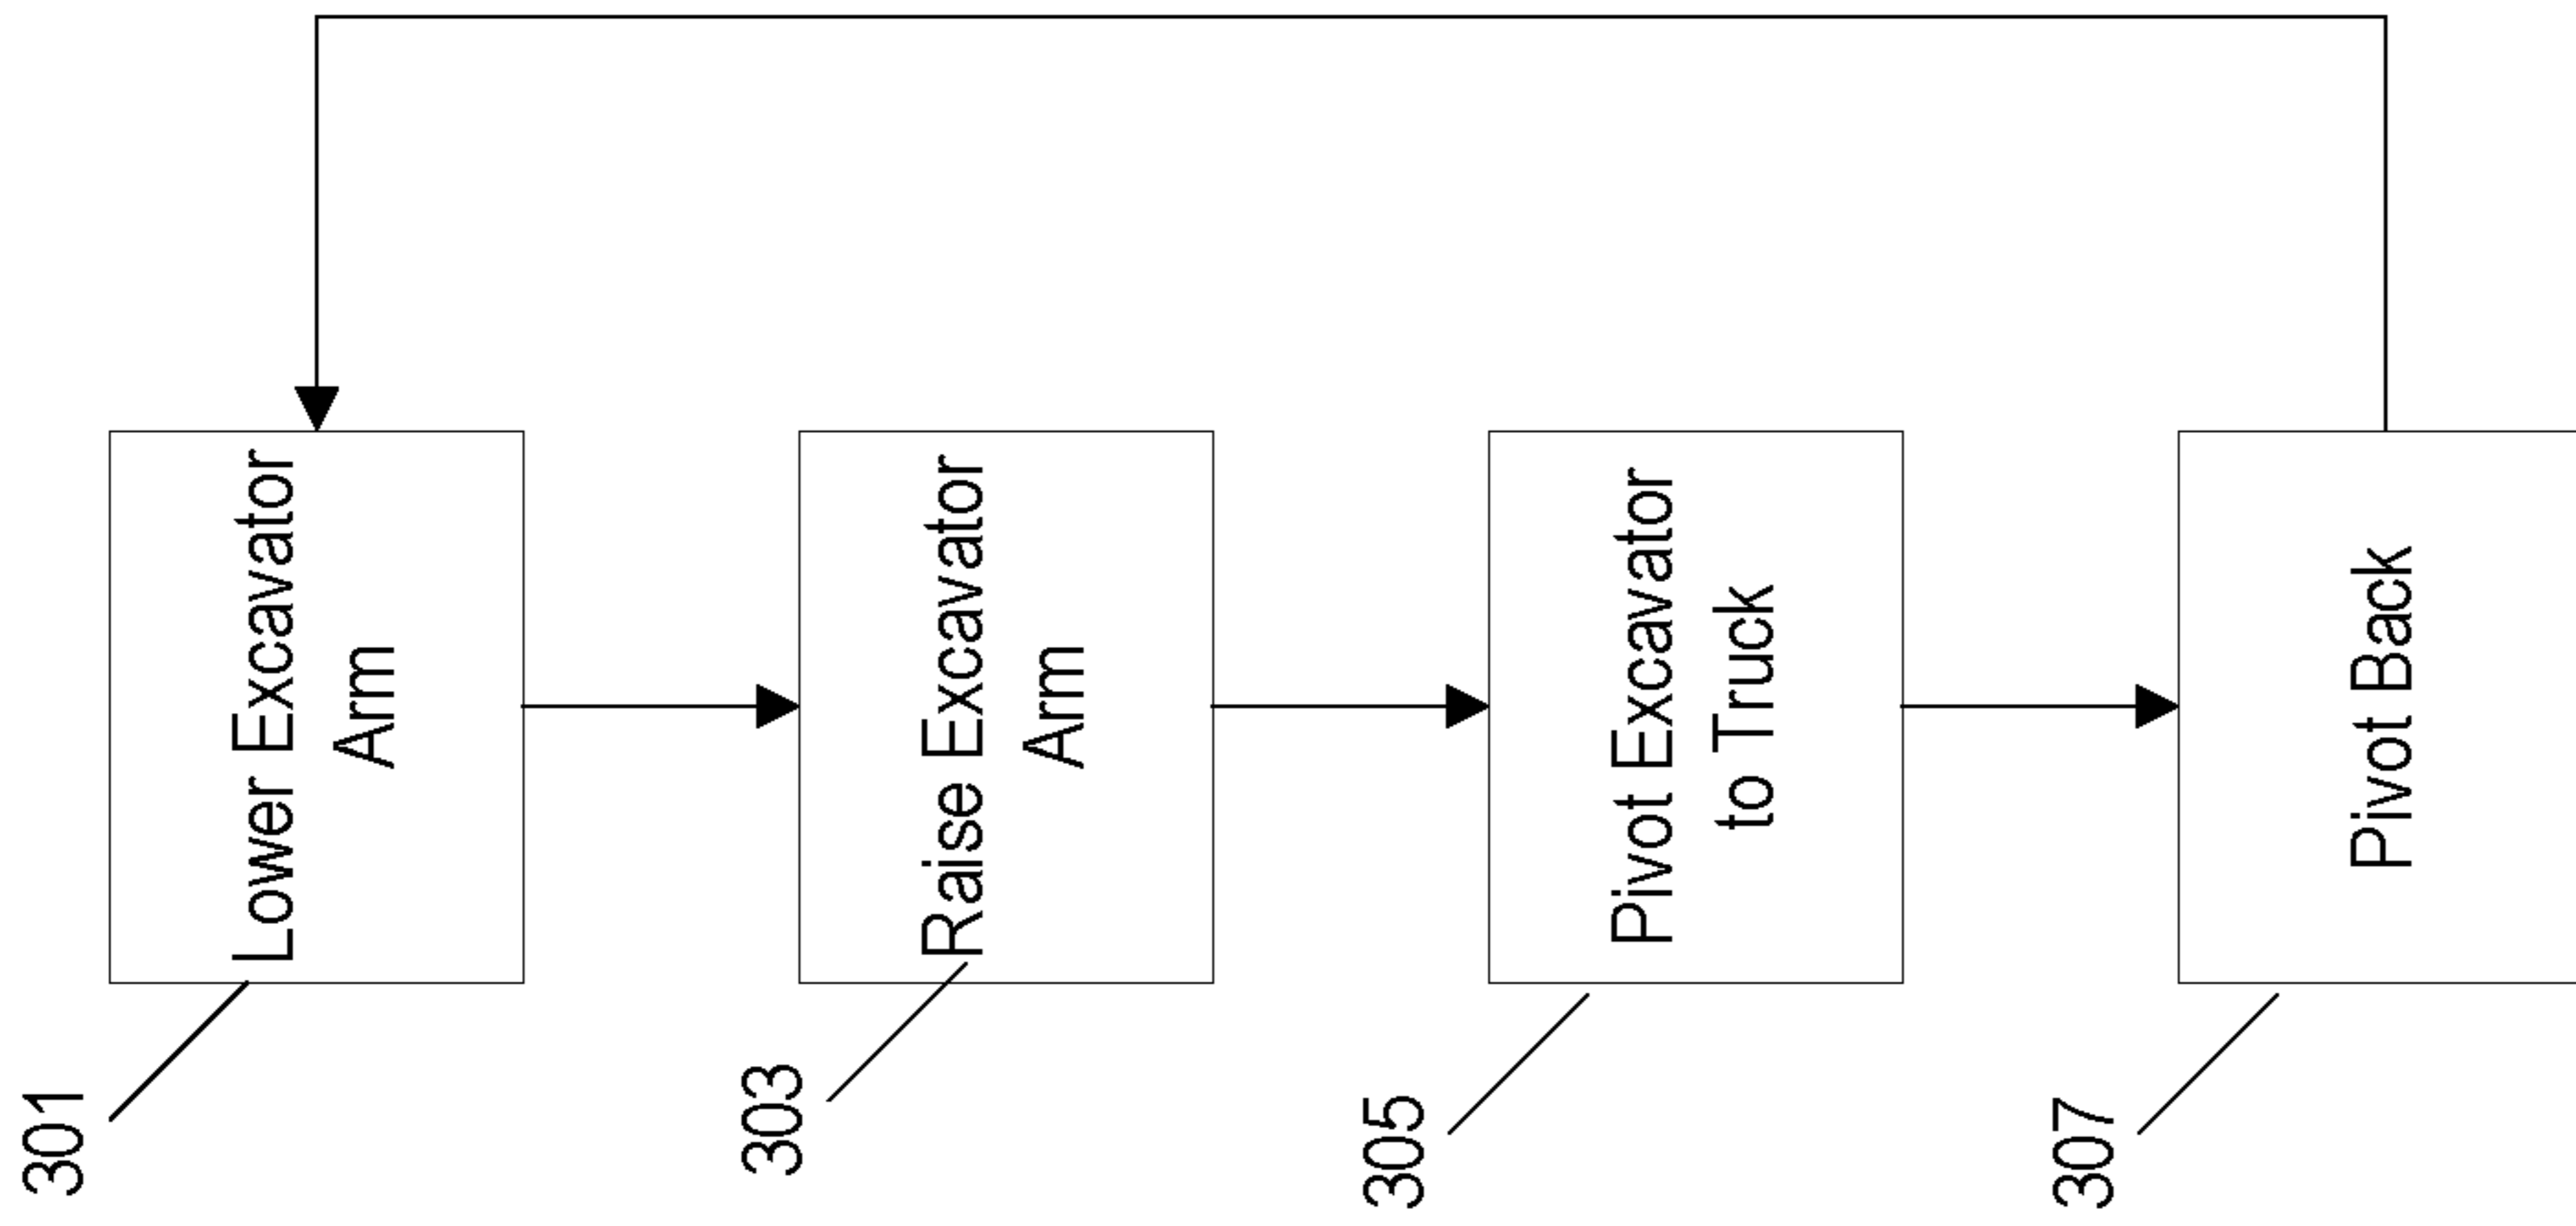 301
Lower Excavator
Arm
303
Raise Excavator
Arm
305
Pivot Excavator
to Truck
307
Pivot Back